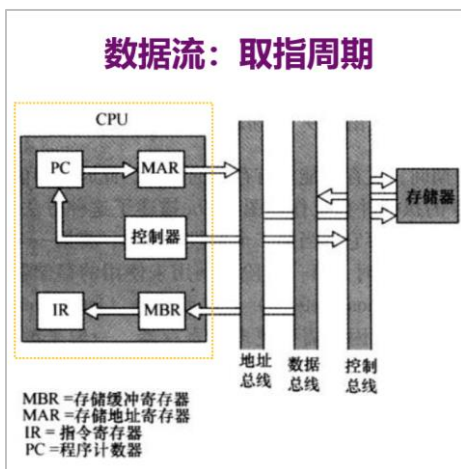 数据流：取指周期
CPU
PC
MAR
控制器
存储器
IR
MBR
地址
总线
数据
总线
控制
总线
MBR =存储缓冲寄存器
MAR =存储地址寄存器
IR = 指令寄存器
PC = 程序计数器